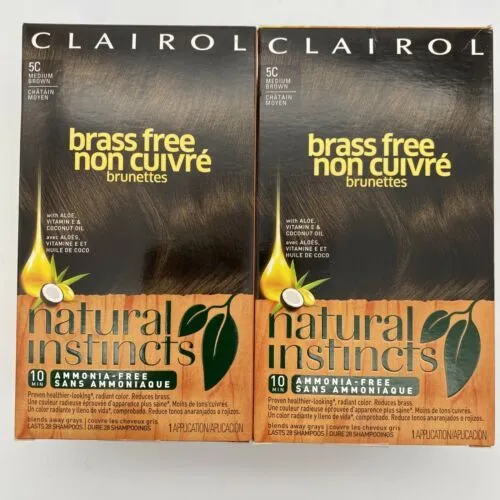 CLAIROL
5C
MEDIUM
BROWN
CHÂTAIN
MOYEN
brass free
non cuivré
brunettes
with ALOE,
VITAMIN E &
COCONUT OIL
avec ALOÈS,
VITAMINE E ET
HUILE DE COCO
natural
instincts
10
MIN
AMMONIA-FREE
SANS AMMONIAQUE
Proven healthier-looking*, radiant color. Reduces brass.
Une couleur radieuse éprouvée d'apparence plus saine*. Moins de tons cuivrés.
Un color radiante y lleno de vida*, comprobado. Reduce tonos anaranjados o rojizos.
blends away grays | couvre les cheveux gris
LASTS 28 SHAMPOOS | DURE 28 SHAMPOOINGS
1 APPLICATION/APLICACIÓN
CLAIROL
5C
MEDIUM
BROWN
CHÂTAIN
MOYEN
brass free
non cuivré
brunettes
with ALOE,
VITAMIN E &
COCONUT OIL
avec ALOÈS,
VITAMINE E ET
HUILE DE COCO
natural
instincts
10
MIN
AMMONIA-FREE
SANS AMMONIAQUE
Proven healthier-looking*, radiant color. Reduces brass.
Une couleur radieuse éprouvée d'apparence plus saine*. Moins de tons cuivrés.
Un color radiante y lleno de vida*, comprobado. Reduce tonos anaranjados o rojizos.
blends away grays | couvre les cheveux gris
LASTS 28 SHAMPOOS | DURE 28 SHAMPOOINGS
1 APPLICATION/APLICACIÓN